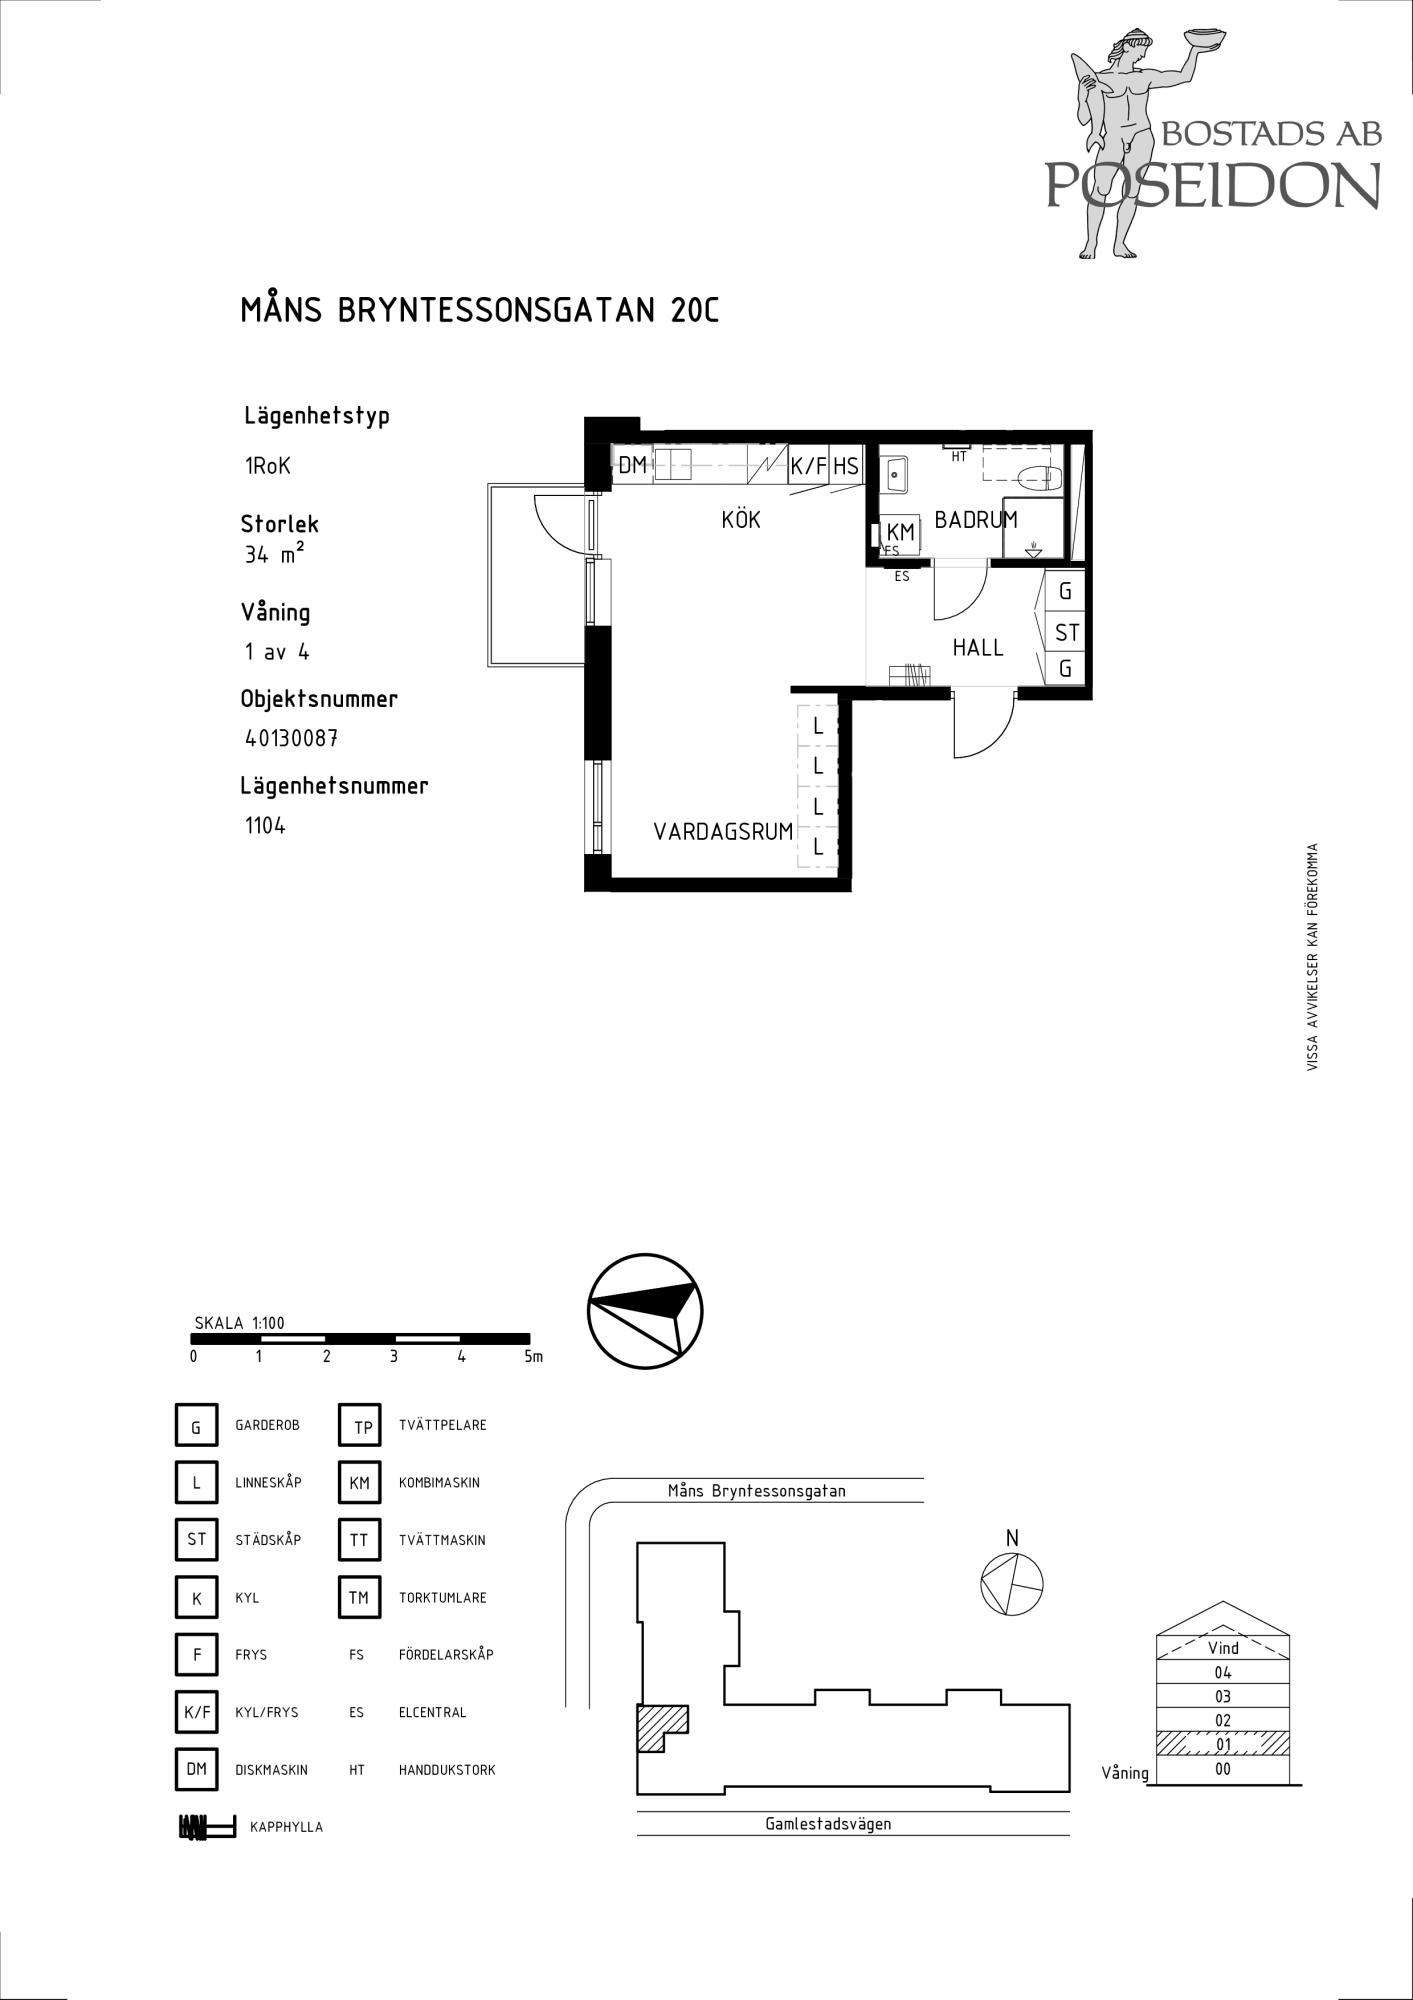 BOSTADS AB
POSEIDON
MÅNS BRYNTESSONSGATAN 20C
Lägenhetstyp
1RoK
Storlek
34 m²
Våning
1 av 4
Objektsnummer
40130087
Lägenhetsnummer
1104
DM
K/F
HS
KÖK
HT
BADRUM
KM
FS
ES
G
ST
G
HALL
L
L
L
L
VARDAGSRUM
VISSA AVVIKELSER KAN FÖREKOMMA
SKALA 1:100
0 1 2 3 4 5m
G GARDEROB
L LINNESKÅP
ST STÄDSKÅP
K KYL
F FRYS
K/F KYL/FRYS
DM DISKMASKIN
KAPPHYLLA
TP TVÄTTPELARE
KM KOMBIMASKIN
TT TVÄTTMASKIN
TM TORKTUMLARE
FS FÖRDELARSKÅP
ES ELCENTRAL
HT HANDDUKSTORK
Måns Bryntessonsgatan
N
Gamlestadsvägen
Vind
04
03
02
01
00
Våning